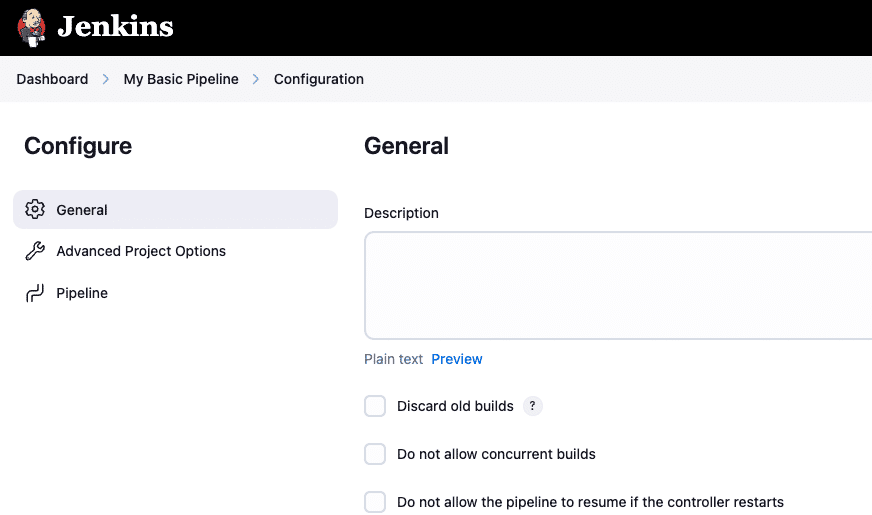 Jenkins
Dashboard > My Basic Pipeline > Configuration
Configure
General
Advanced Project Options
Pipeline
General
Description
Plain text Preview
Discard old builds ?
Do not allow concurrent builds
Do not allow the pipeline to resume if the controller restarts